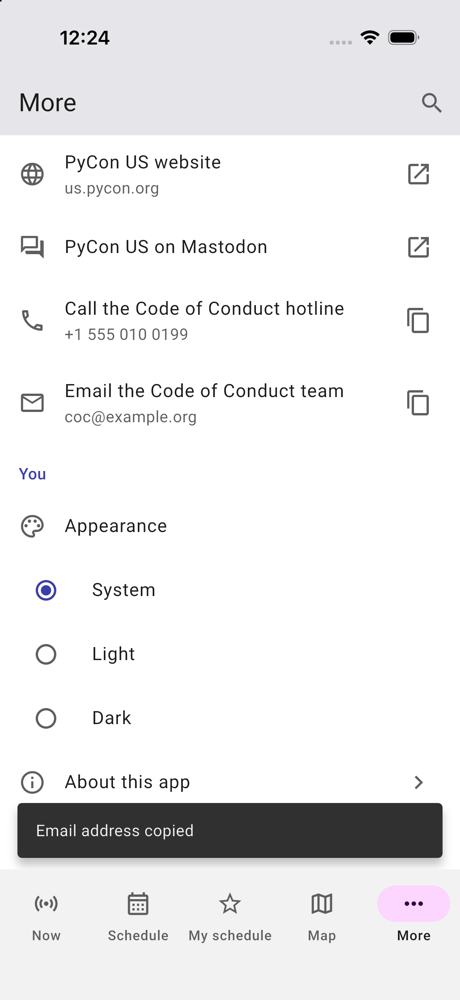 12:24
More
PyCon US website
us.pycon.org
PyCon US on Mastodon
Call the Code of Conduct hotline
+1 555 010 0199
Email the Code of Conduct team
coc@example.org
You
Appearance
System
Light
Dark
About this app
Email address copied
Now
Schedule
My schedule
Map
More